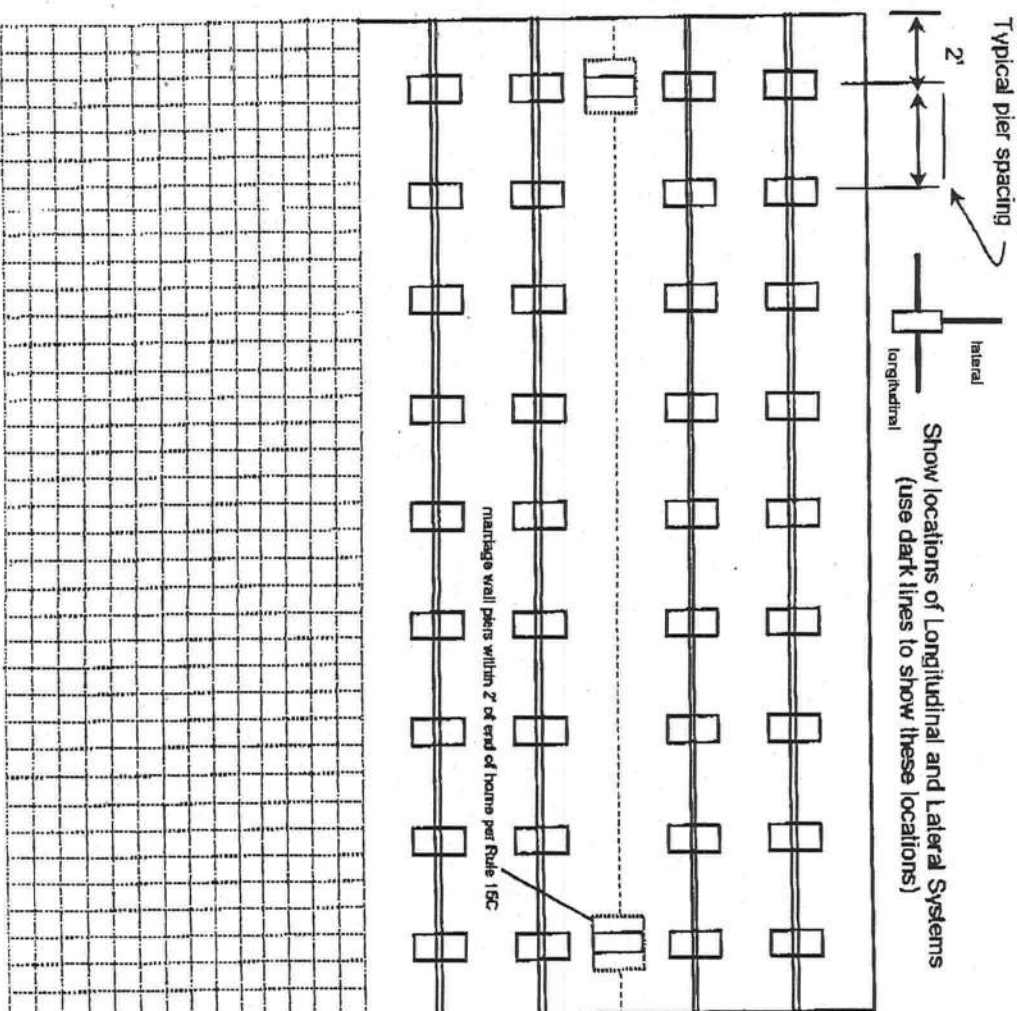 Typical pier spacing
2'
lateral
longitudinal
Show locations of Longitudinal and Lateral Systems
(use dark lines to show these locations)
marriage wall piers within 2' of end of home per Rule 15C